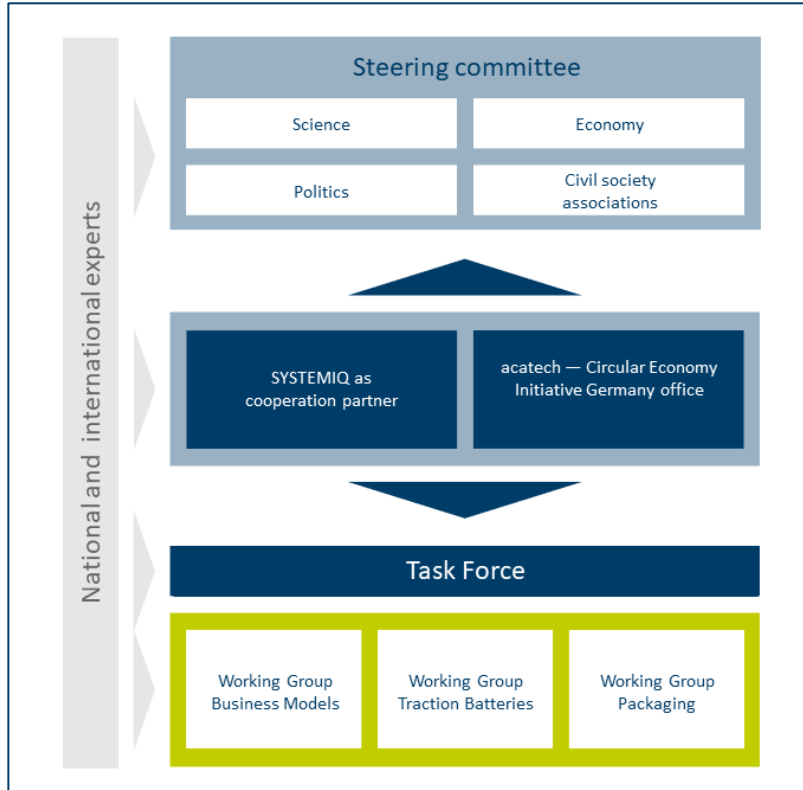 National and international experts
Steering committee
Science
Economy
Politics
Civil society
associations
SYSTEMIQ as
cooperation partner
acatech — Circular Economy
Initiative Germany office
Task Force
Working Group
Business Models
Working Group
Traction Batteries
Working Group
Packaging